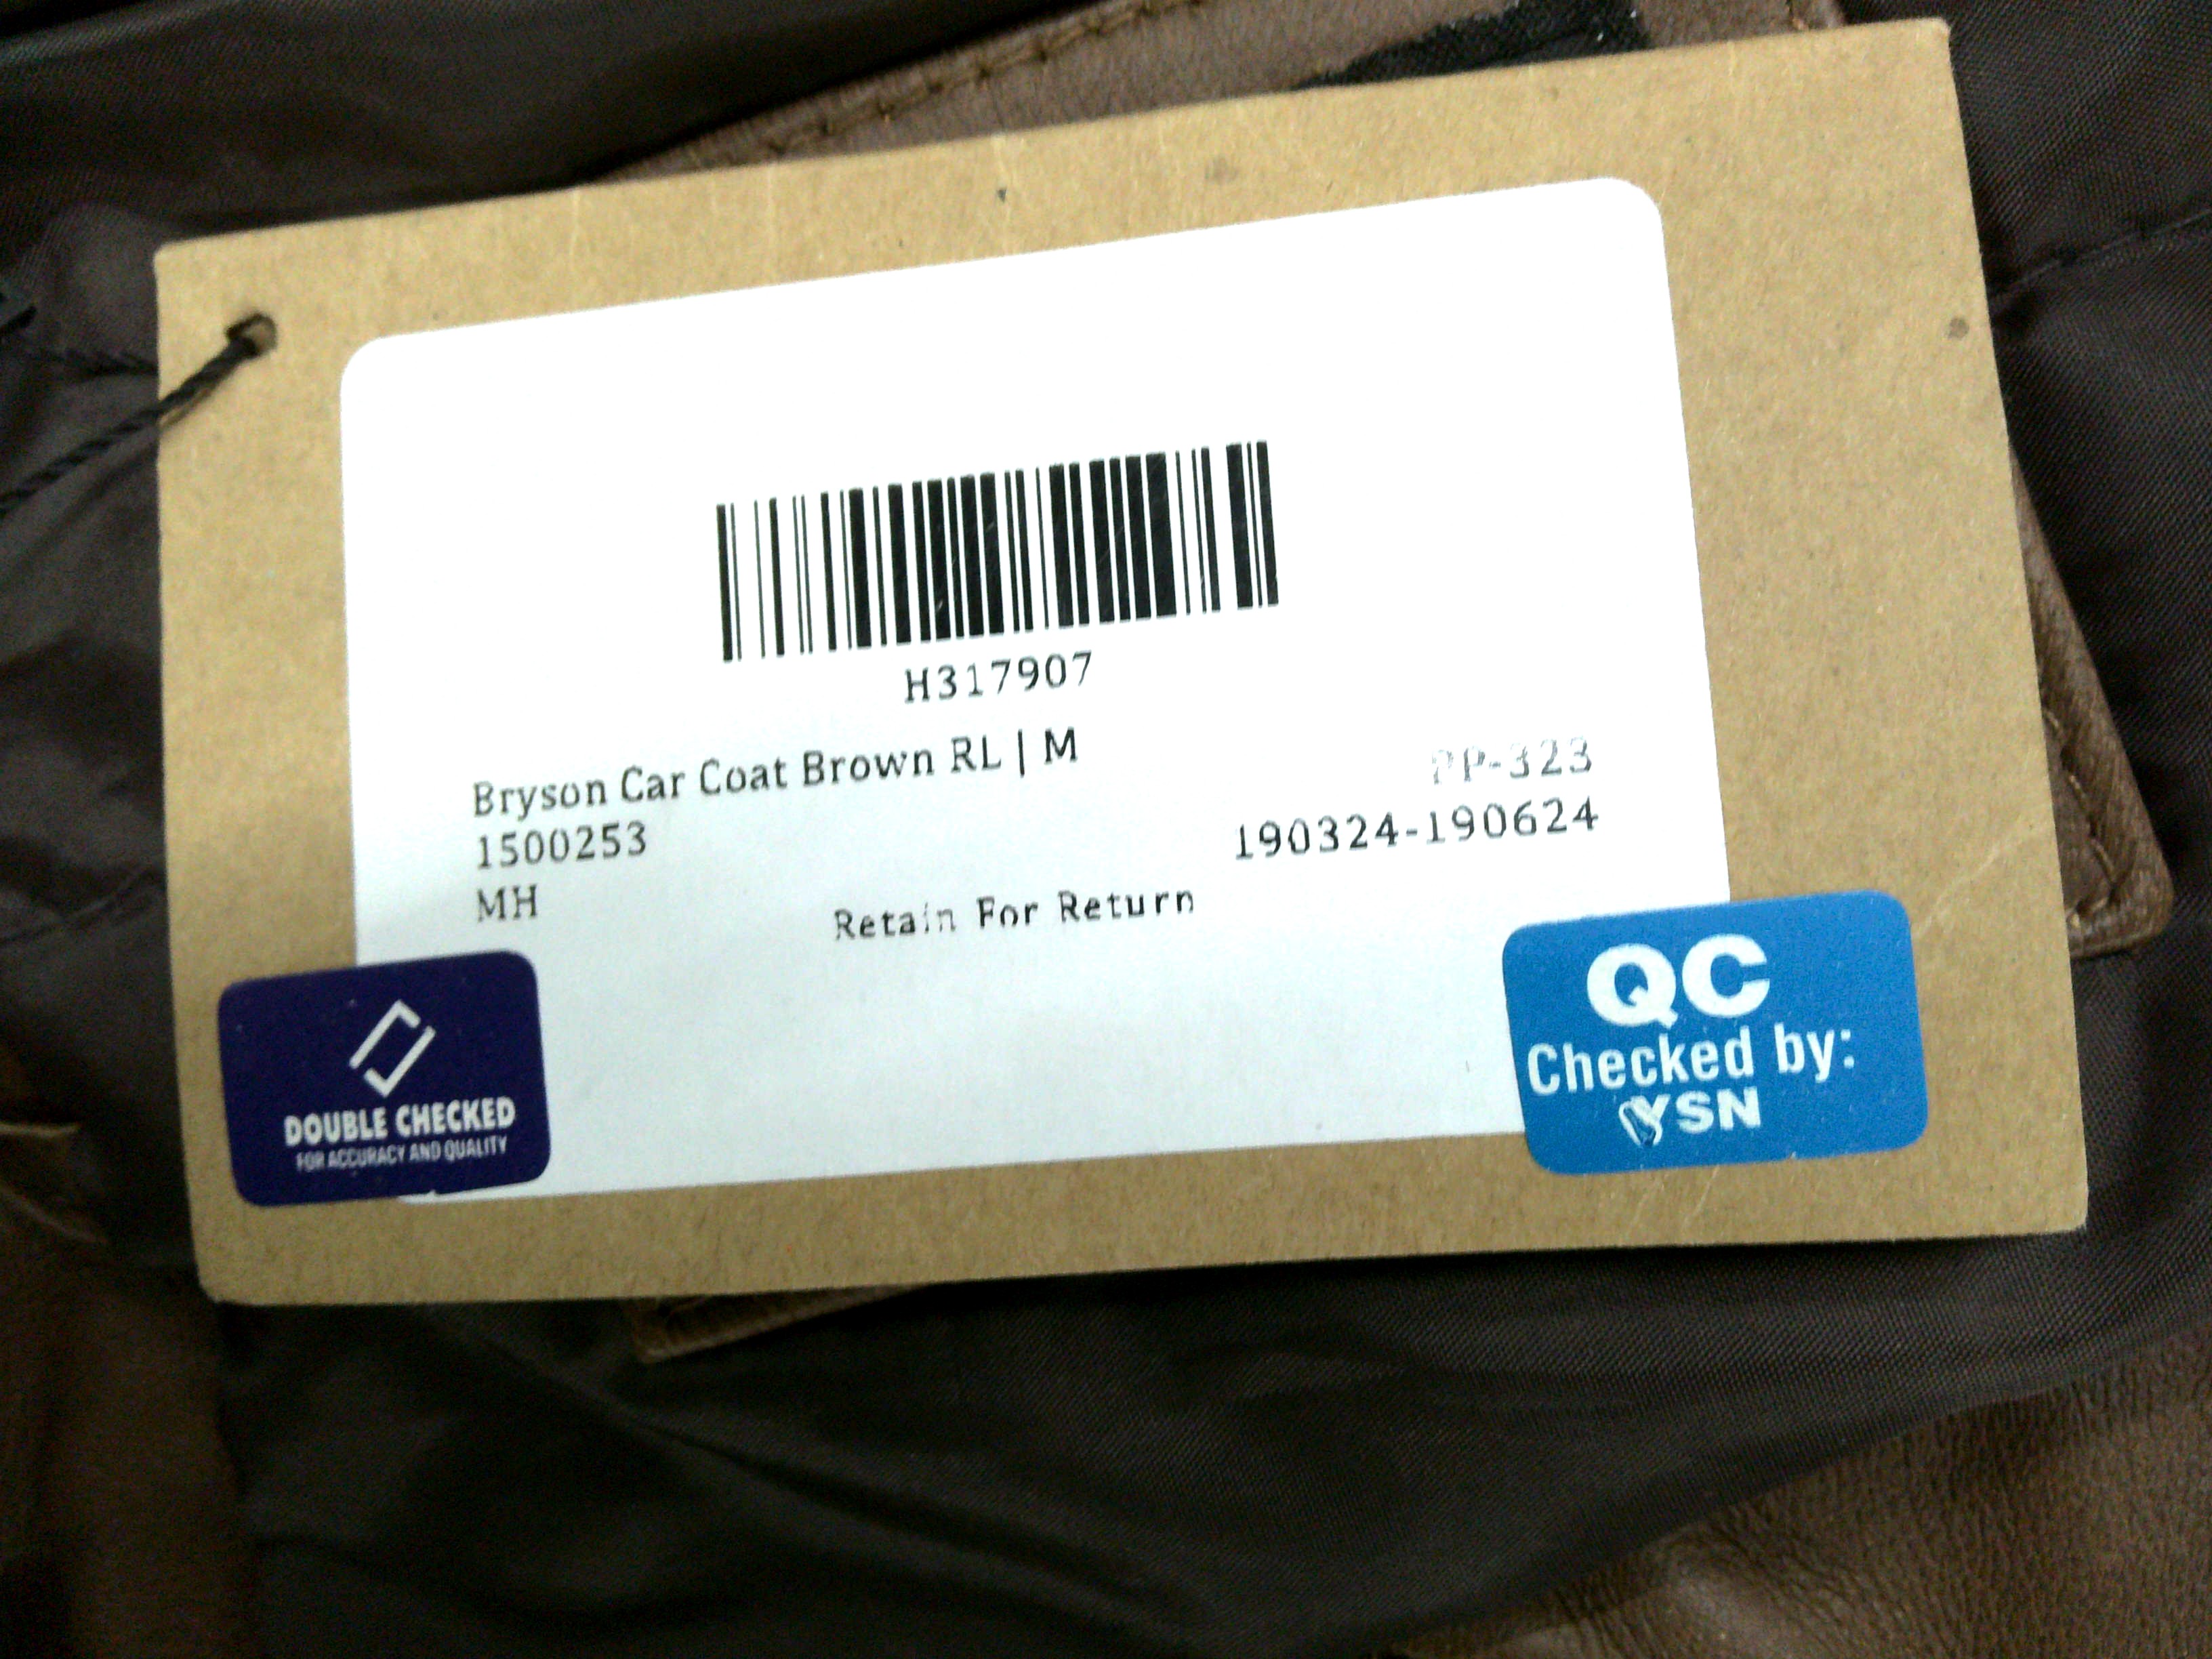 H317907
Bryson Car Coat Brown RL | M
PP-323
1500253
190324-190624
MH
Retain For Return
DOUBLE CHECKED
FOR ACCURACY AND QUALITY
QC
Checked by:
YSN